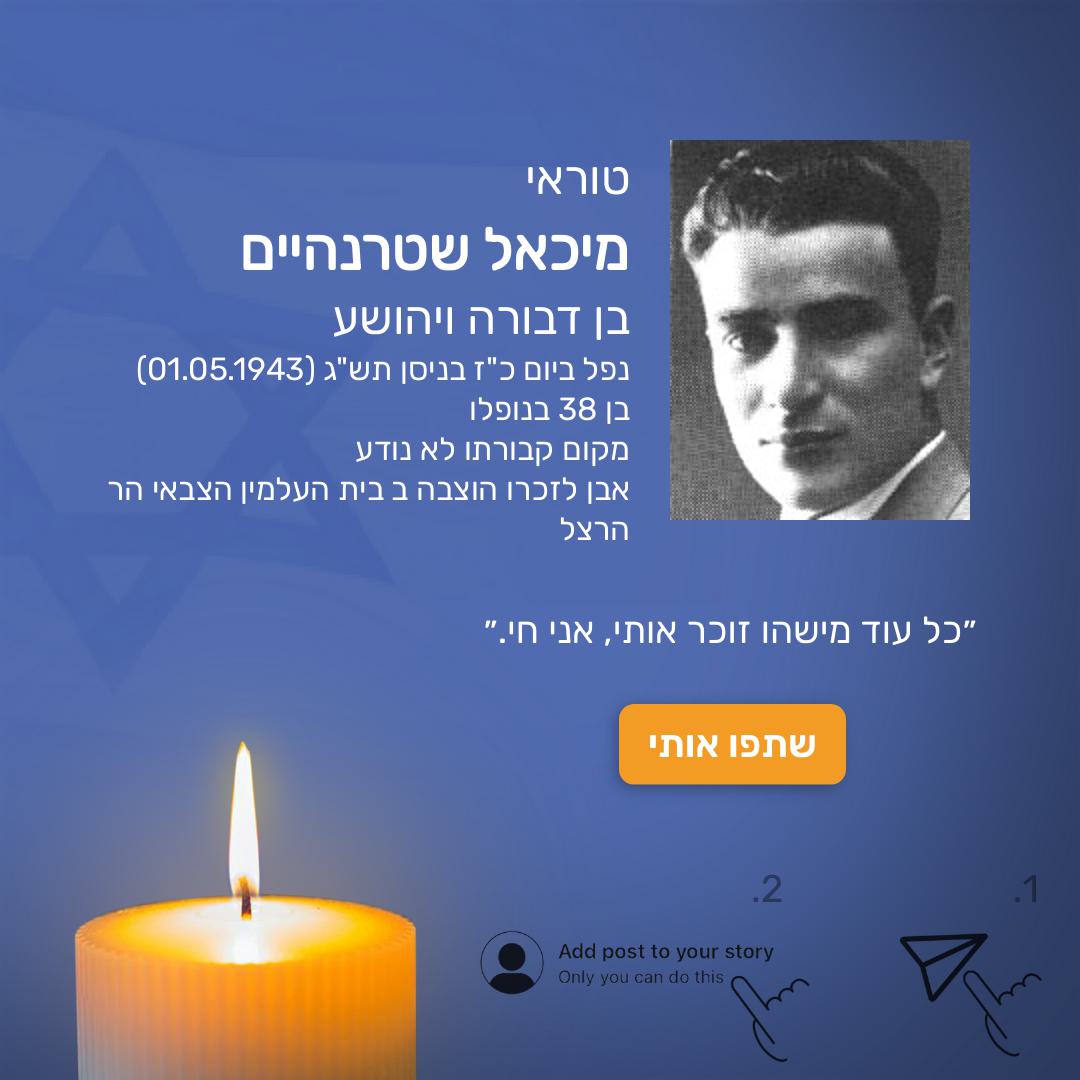 טוראי
מיכאל שטרנהיים
בן דבורה ויהושע
נפל ביום כ"ז בניסן תש"ג (01.05.1943)
בן 38 בנופלו
מקום קבורתו לא נודע
אבן לזכרו הוצבה ב בית העלמין הצבאי הר
הרצל
״כל עוד מישהו זוכר אותי, אני חי.״
שתפו אותי
.1
.2
Add post to your story
Only you can do this